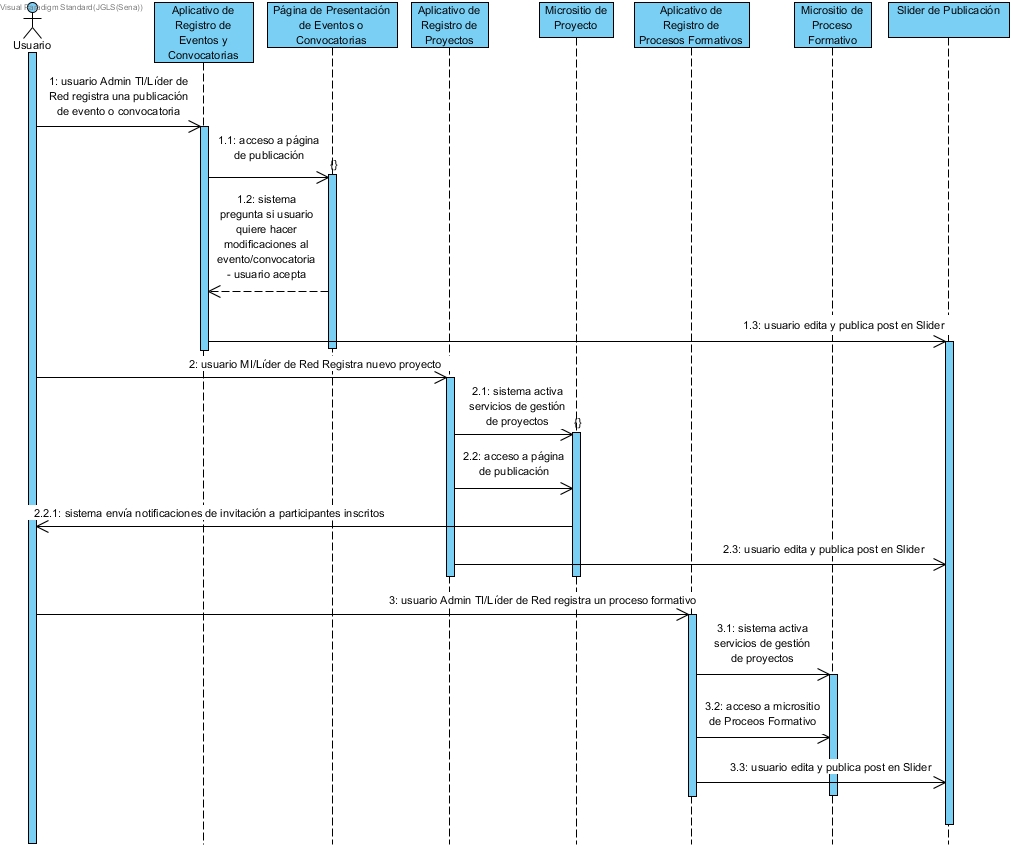 Visual Paradigm Standard(JGLS(Sena))
Usuario
Aplicativo de
Registro de
Eventos y
Convocatorias
Página de Presentación
de Eventos o
Convocatorias
Aplicativo de
Registro de
Proyectos
Micrositio de
Proyecto
Aplicativo de
Registro de
Procesos Formativos
Micrositio de
Proceso
Formativo
Slider de Publicación
1: usuario Admin TI/Líder de
Red registra una publicación
de evento o convocatoria
1.1: acceso a página
de publicación
{}
1.2: sistema
pregunta si usuario
quiere hacer
modificaciones al
evento/convocatoria
- usuario acepta
1.3: usuario edita y publica post en Slider
2: usuario MI/Líder de Red Registra nuevo proyecto
2.1: sistema activa
servicios de gestión
de proyectos
{}
2.2: acceso a página
de publicación
2.2.1: sistema envía notificaciones de invitación a participantes inscritos
2.3: usuario edita y publica post en Slider
3: usuario Admin TI/Líder de Red registra un proceso formativo
3.1: sistema activa
servicios de gestión
de proyectos
3.2: acceso a micrositio
de Proceos Formativo
3.3: usuario edita y publica post en Slider